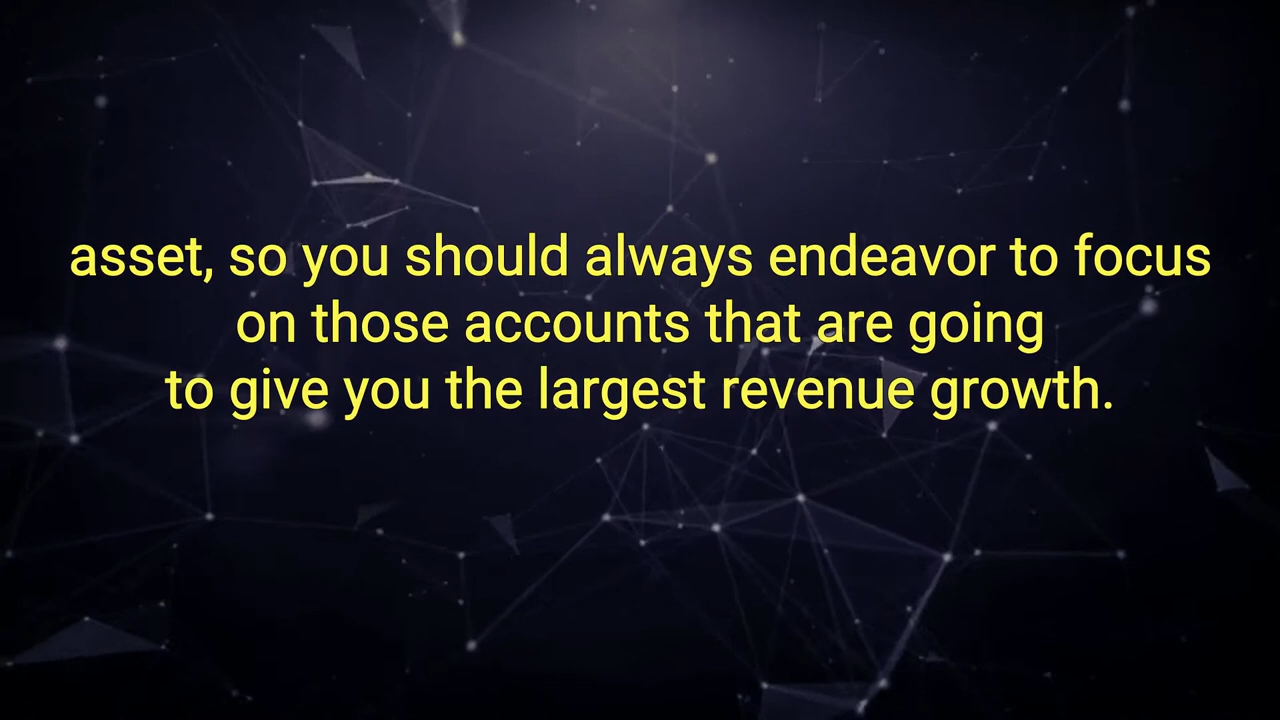 asset, so you should always endeavor to focus
on those accounts that are going
to give you the largest revenue growth.